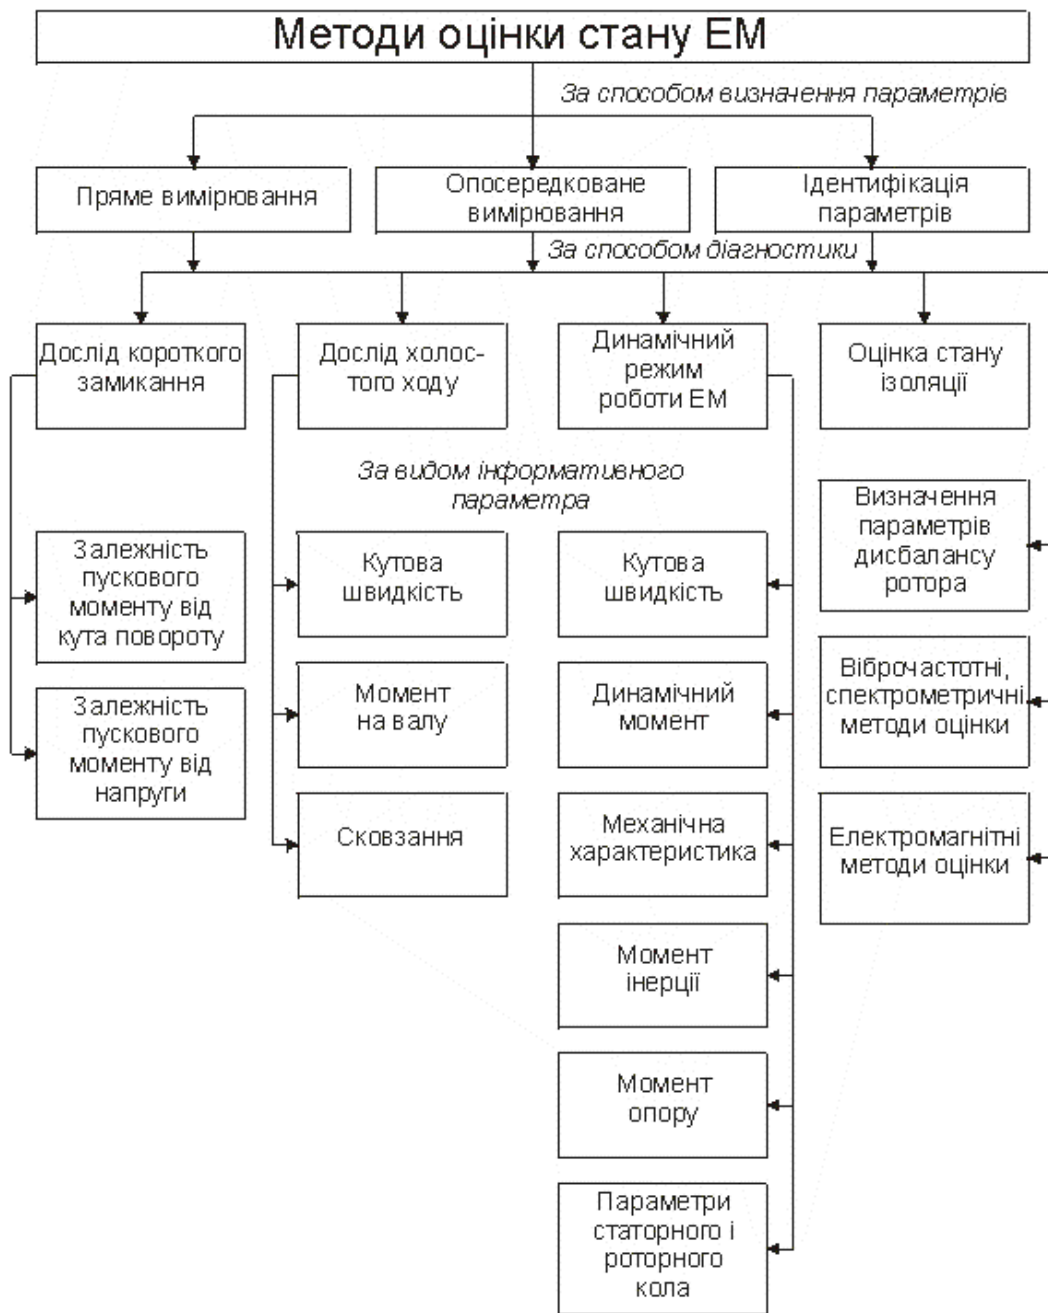 Методи оцінки стану ЕМ
За способом визначення параметрів
Пряме вимірювання
Опосередковане
вимірювання
Ідентифікація
параметрів
За способом діагностики
Дослід короткого
замикання
Дослід холос-
того ходу
Динамічний
режим
роботи ЕМ
Оцінка стану
ізоляції
За видом інформативного
параметра
Залежність
пускового
моменту від
кута повороту
Кутова
швидкість
Кутова
швидкість
Визначення
параметрів
дисбалансу
ротора
Залежність
пускового
моменту від
напруги
Момент
на валу
Динамічний
момент
Віброчастотні,
спектрометричні
методи оцінки
Сковзання
Механічна
характеристика
Електромагнітні
методи оцінки
Момент
інерції
Момент
опору
Параметри
статорного і
роторного
кола